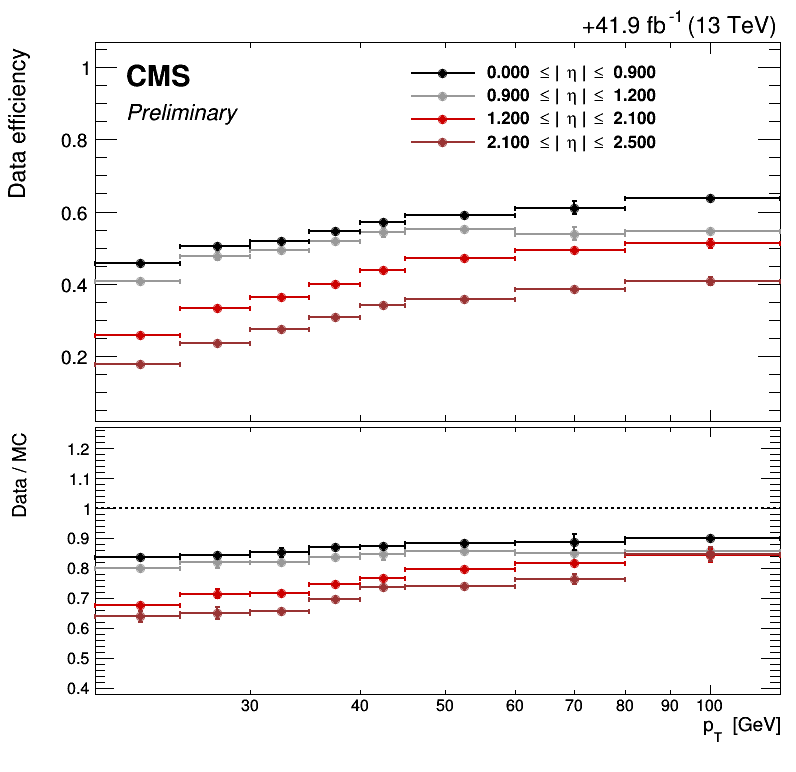 +41.9 fb-1 (13 TeV)
CMS
Preliminary
0.000 ≤| η | ≤ 0.900
0.900 ≤| η | ≤ 1.200
1.200 ≤| η | ≤ 2.100
2.100 ≤| η | ≤ 2.500
Data efficiency
1
0.8
0.6
0.4
0.2
Data / MC
1.2
1.1
1
0.9
0.8
0.7
0.6
0.5
0.4
30 40 50 60 70 80 90 100
pT [GeV]